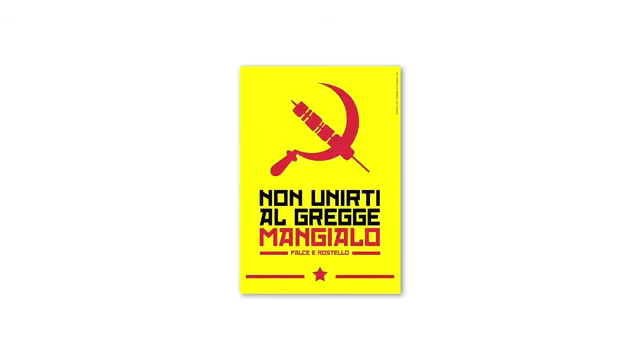 NON UNIRTI
AL GREGGE
MANGIALO
FALCE E ROSTELLO